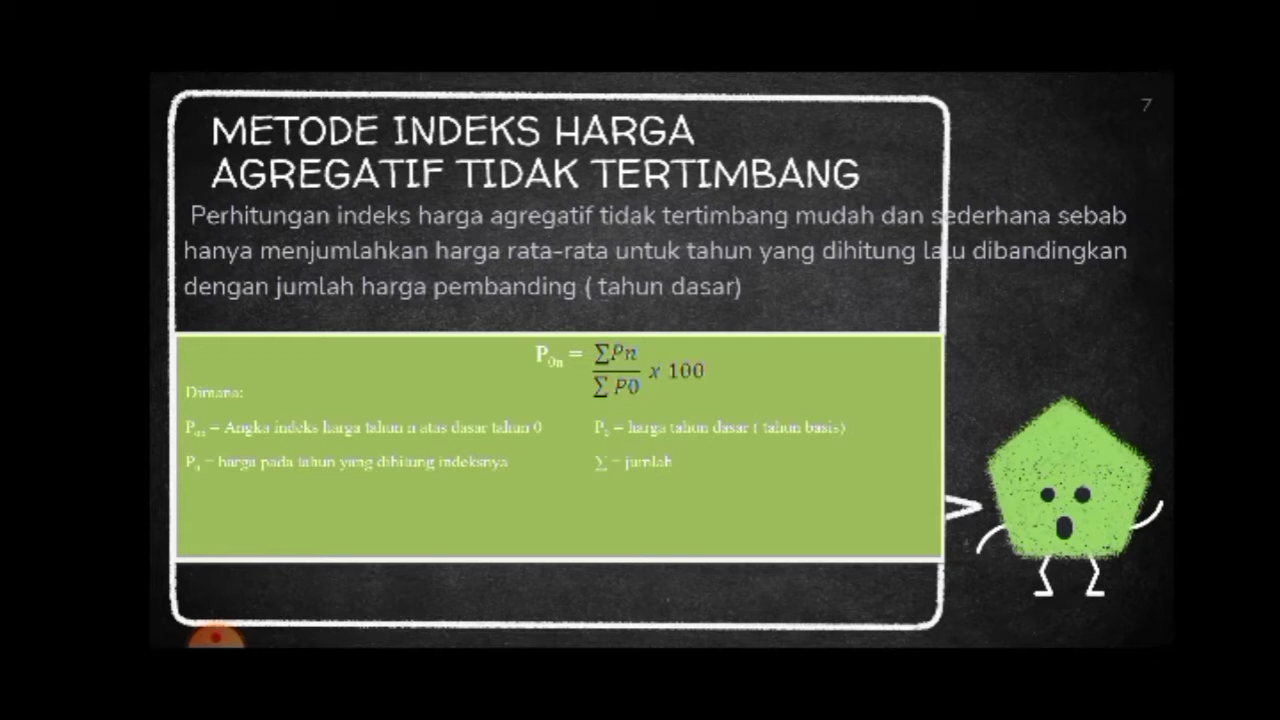 7
METODE INDEKS HARGA
AGREGATIF TIDAK TERTIMBANG
Perhitungan indeks harga agregatif tidak tertimbang mudah dan sederhana sebab
hanya menjumlahkan harga rata-rata untuk tahun yang dihitung lalu dibandingkan
dengan jumlah harga pembanding ( tahun dasar)
P₀ₙ = ∑Pn / ∑ P0 x 100
Dimana:
P₀ₙ = Angka indeks harga tahun n atas dasar tahun 0
P₀ = harga tahun dasar ( tahun basis)
Pₙ = harga pada tahun yang dihitung indeksnya
∑ = jumlah